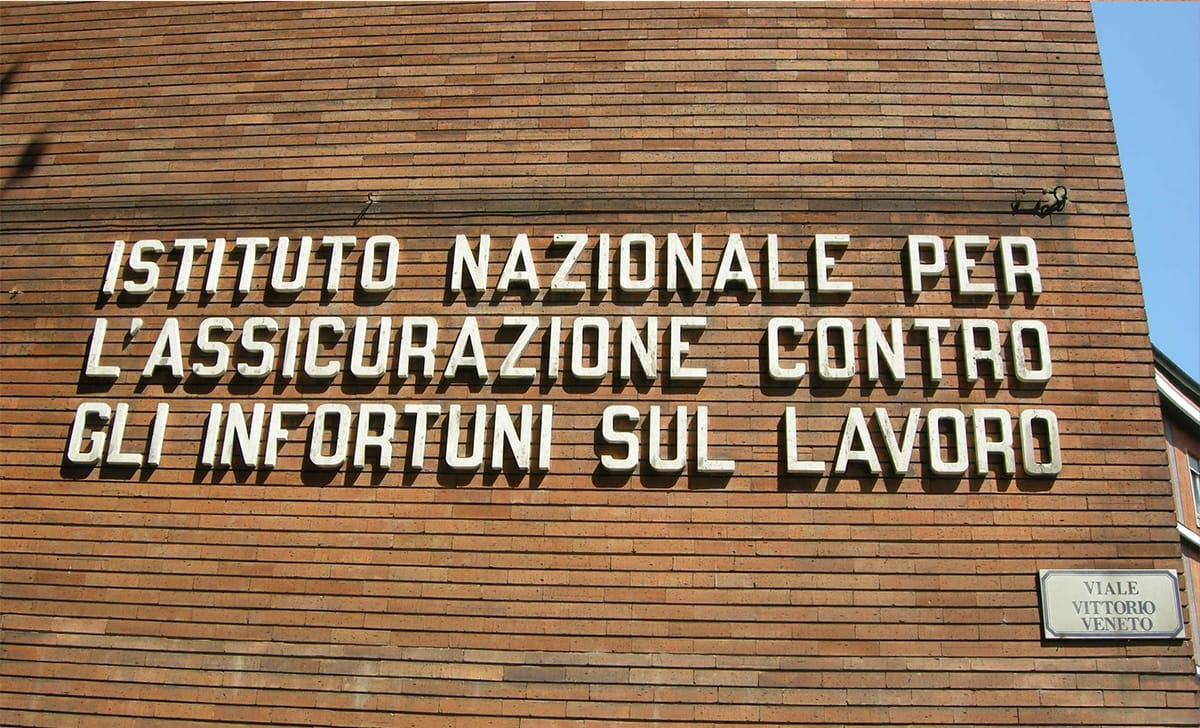 ISTITUTO NAZIONALE PER
L'ASSICURAZIONE CONTRO
GLI INFORTUNI SUL LAVORO
VIALE
VITTORIO
VENETO